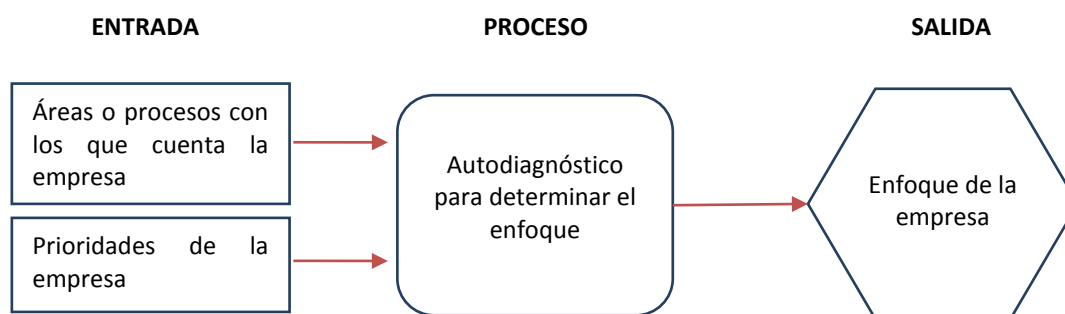 ENTRADA
PROCESO
SALIDA
Áreas o procesos con
los que cuenta la
empresa
Prioridades de la
empresa
Autodiagnóstico
para determinar el
enfoque
Enfoque de la
empresa